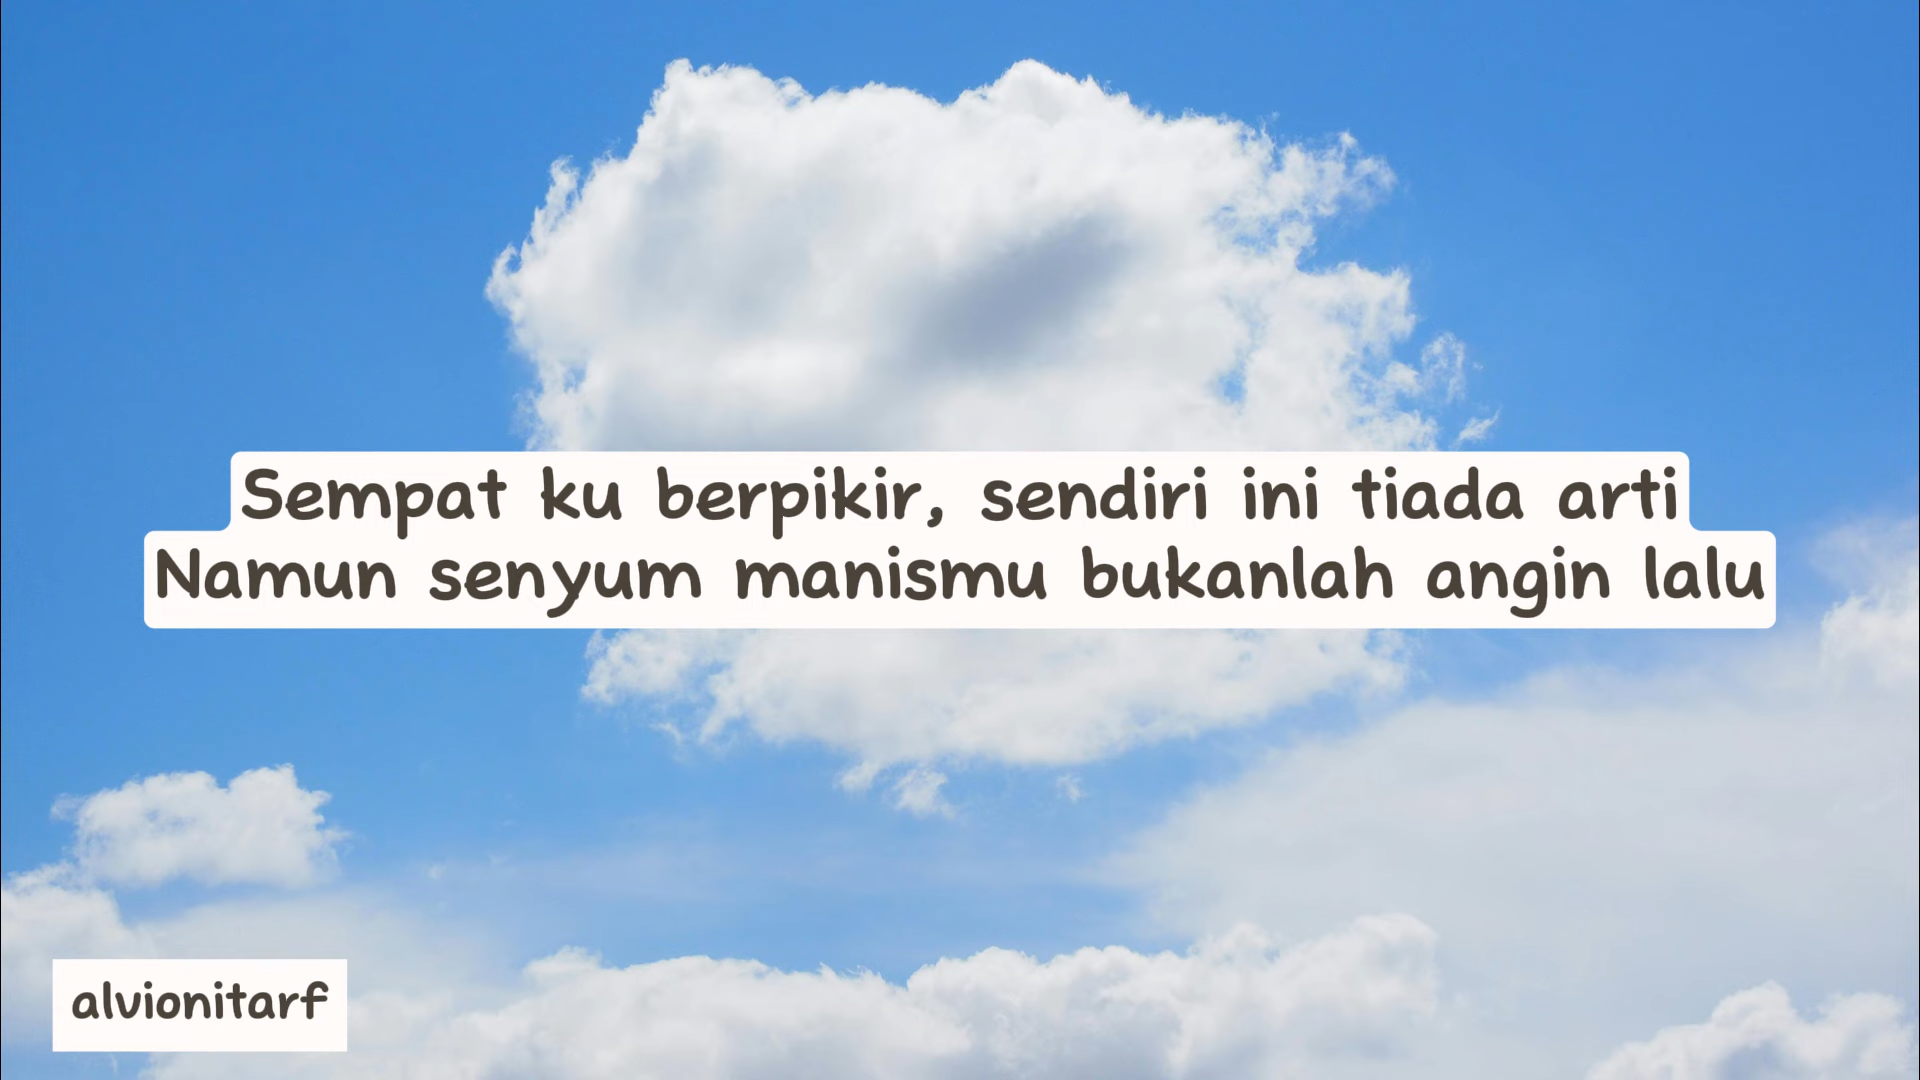 Sempat ku berpikir, sendiri ini tiada arti
Namun senyum manismu bukanlah angin lalu
alvionitarf